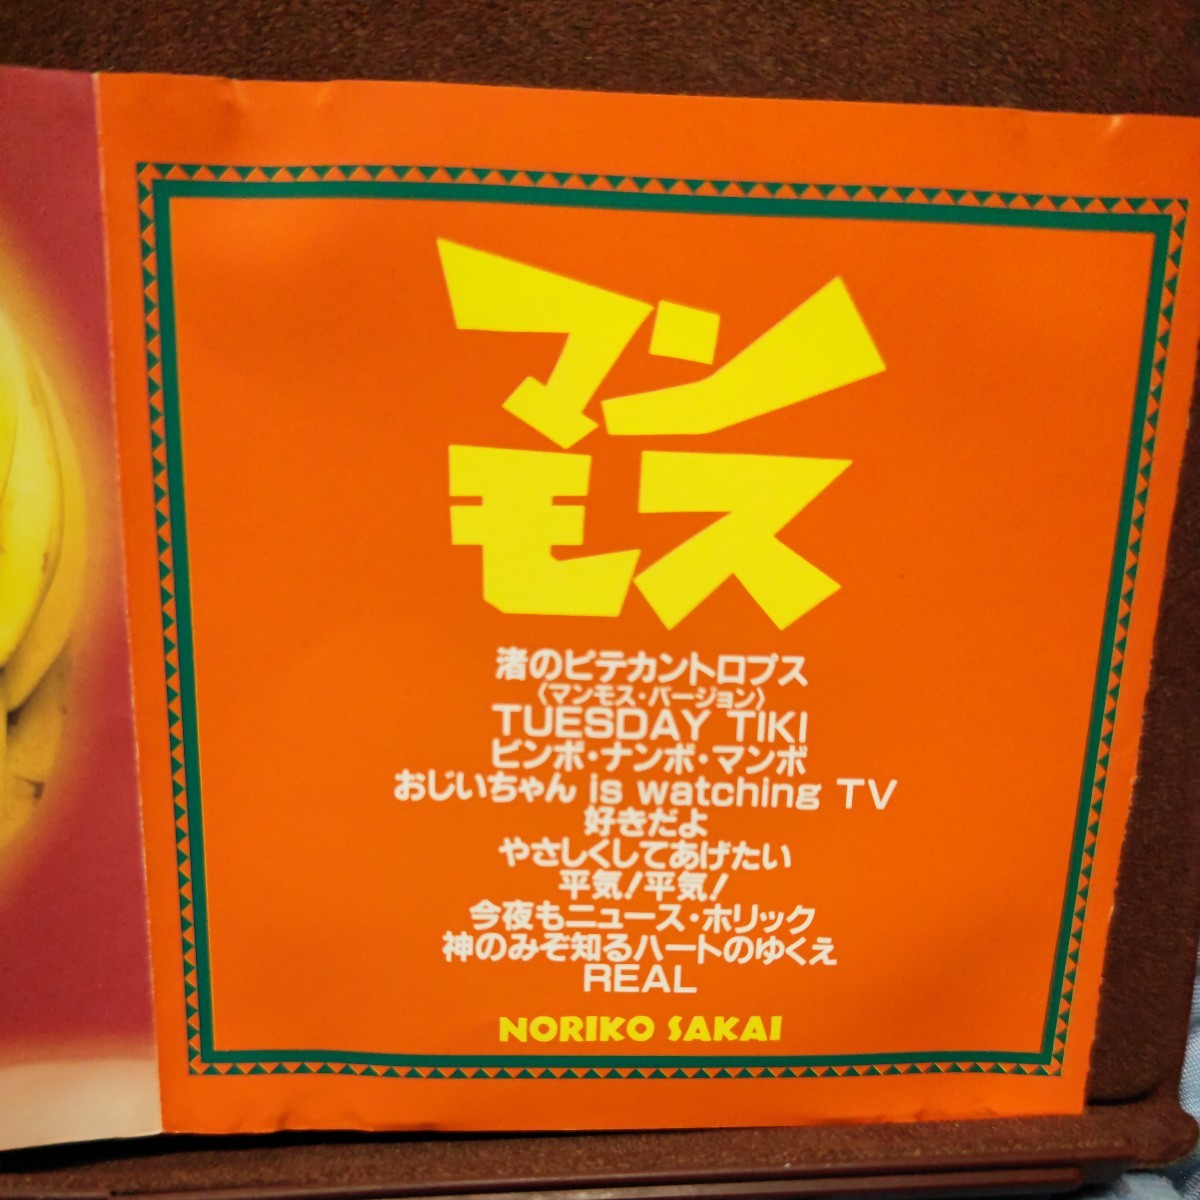 マン
モス
渚のピテカントロプス
〈マンモス・バージョン〉
TUESDAY TIKI
ビンボ・ナンボ・マンボ
おじいちゃん is watching TV
好きだよ
やさしくしてあげたい
平気!平気!
今夜もニュース・ホリック
神のみぞ知るハートのゆくえ
REAL
NORIKO SAKAI